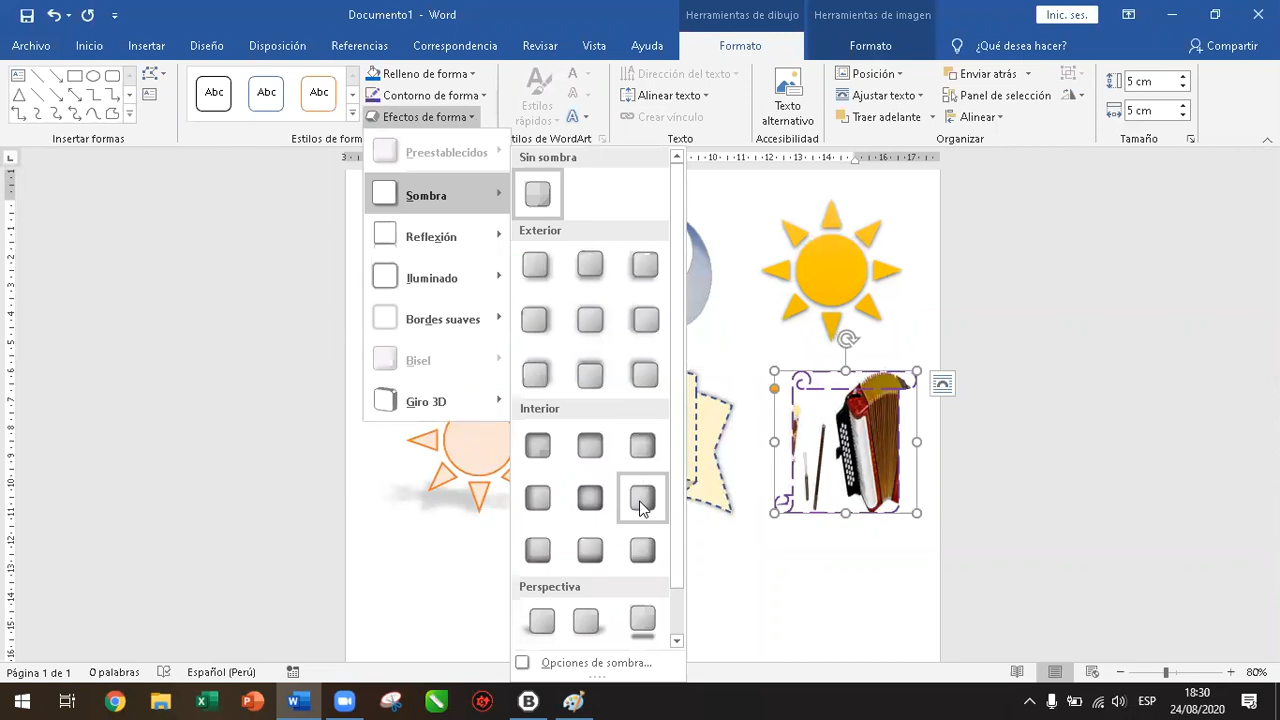 Documento1 - Word
Herramientas de dibujo
Herramientas de imagen
Inic. ses.
Archivo
Inicio
Insertar
Diseño
Disposición
Referencias
Correspondencia
Revisar
Vista
Ayuda
Formato
Formato
¿Qué desea hacer?
Compartir
Abc
Abc
Abc
Relleno de forma
Contorno de forma
Efectos de forma
Estilos rápidos
A
A
A
A
Dirección del texto
Alinear texto
Crear vínculo
Texto alternativo
Posición
Ajustar texto
Traer adelante
Enviar atrás
Panel de selección
Alinear
5 cm
5 cm
Insertar formas
Estilos de form
ilos de WordArt
Texto
Accesibilidad
Organizar
Tamaño
Preestablecidos
Sombra
Reflexión
Iluminado
Bordes suaves
Bisel
Giro 3D
Sin sombra
Exterior
Interior
Perspectiva
Opciones de sombra...
Página 1 de 1
0 palabras
Español (Perú)
80%
ESP
18:30
24/08/2020